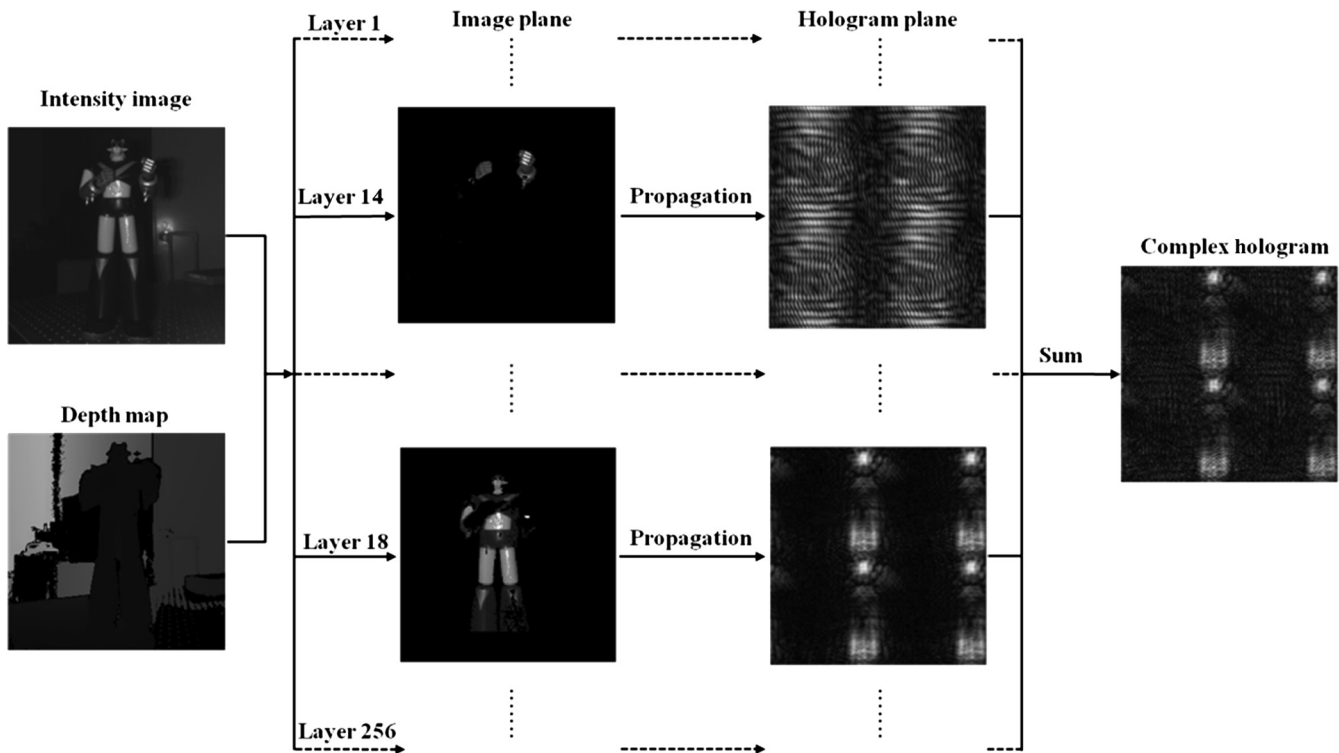 Layer 1
Image plane
Hologram plane
Intensity image
Layer 14
Propagation
Complex hologram
Sum
Depth map
Layer 18
Propagation
Layer 256